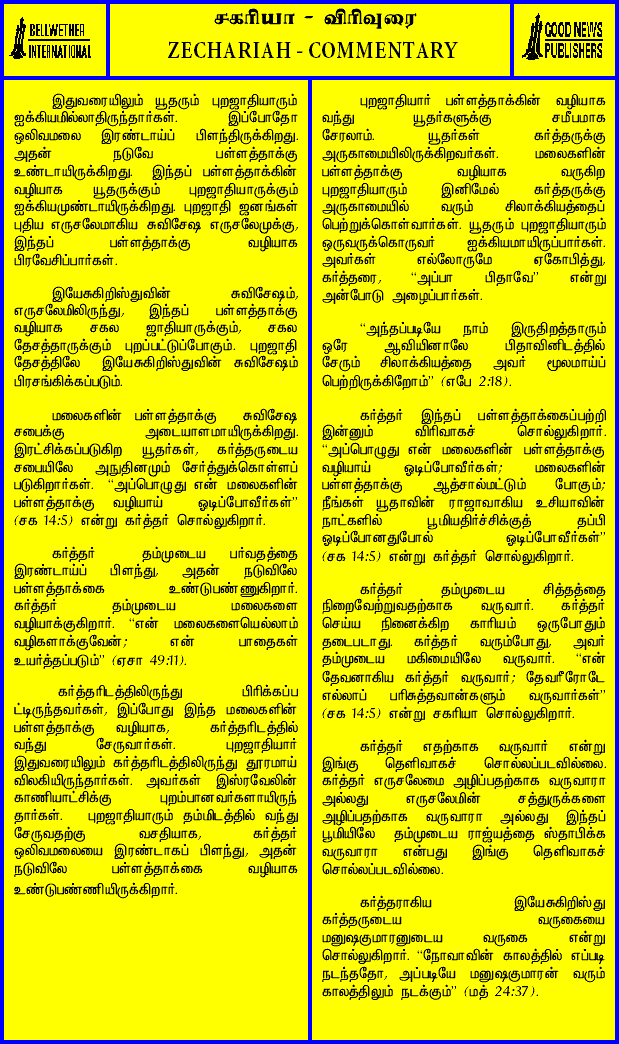 BELLWETHER
INTERNATIONAL
சகரியா - விரிவுரை
ZECHARIAH - COMMENTARY
GOOD NEWS
PUBLISHERS
இதுவரையிலும் யூதரும் புறஜாதியாரும்
ஐக்கியமில்லாதிருந்தார்கள். இப்போதோ
ஒலிவமலை இரண்டாய்ப் பிளந்திருக்கிறது.
அதன் நடுவே பள்ளத்தாக்கு
உண்டாயிருக்கிறது. இந்தப் பள்ளத்தாக்கின்
வழியாக யூதருக்கும் புறஜாதியாருக்கும்
ஐக்கியமுண்டாயிருக்கிறது. புறஜாதி ஜனங்கள்
புதிய எருசலேமாகிய சுவிசேஷ எருசலேமுக்கு,
இந்தப் பள்ளத்தாக்கு வழியாக
பிரவேசிப்பார்கள்.
இயேசுகிறிஸ்துவின் சுவிசேஷம்,
எருசலேமிலிருந்து, இந்தப் பள்ளத்தாக்கு
வழியாக சகல ஜாதியாருக்கும், சகல
தேசத்தாருக்கும் புறப்பட்டுப்போகும். புறஜாதி
தேசத்திலே இயேசுகிறிஸ்துவின் சுவிசேஷம்
பிரசங்கிக்கப்படும்.
மலைகளின் பள்ளத்தாக்கு சுவிசேஷ
சபைக்கு அடையாளமாயிருக்கிறது.
இரட்சிக்கப்படுகிற யூதர்கள், கர்த்தருடைய
சபையிலே அநுதினமும் சேர்த்துக்கொள்ளப்
படுகிறார்கள். “அப்பொழுது என் மலைகளின்
பள்ளத்தாக்கு வழியாய் ஓடிப்போவீர்கள்”
(சக 14:5) என்று கர்த்தர் சொல்லுகிறார்.
கர்த்தர் தம்முடைய பர்வதத்தை
இரண்டாய்ப் பிளந்து, அதன் நடுவிலே
பள்ளத்தாக்கை உண்டுபண்ணுகிறார்.
கர்த்தர் தம்முடைய மலைகளை
வழியாக்குகிறார். “என் மலைகளையெல்லாம்
வழிகளாக்குவேன்; என் பாதைகள்
உயர்த்தப்படும்” (ஏசா 49:11).
கர்த்தரிடத்திலிருந்து பிரிக்கப்ப
ட்டிருந்தவர்கள், இப்போது இந்த மலைகளின்
பள்ளத்தாக்கு வழியாக, கர்த்தரிடத்தில்
வந்து சேருவார்கள். புறஜாதியார்
இதுவரையிலும் கர்த்தரிடத்திலிருந்து தூரமாய்
விலகியிருந்தார்கள். அவர்கள் இஸ்ரவேலின்
காணியாட்சிக்கு புறம்பானவர்களாயிருந்
தார்கள். புறஜாதியாரும் தம்மிடத்தில் வந்து
சேருவதற்கு வசதியாக, கர்த்தர்
ஒலிவமலையை இரண்டாகப் பிளந்து, அதன்
நடுவிலே பள்ளத்தாக்கை வழியாக
உண்டுபண்ணியிருக்கிறார்.
புறஜாதியார் பள்ளத்தாக்கின் வழியாக
வந்து யூதர்களுக்கு சமீபமாக
சேரலாம். யூதர்கள் கர்த்தருக்கு
அருகாமையிலிருக்கிறவர்கள். மலைகளின்
பள்ளத்தாக்கு வழியாக வருகிற
புறஜாதியாரும் இனிமேல் கர்த்தருக்கு
அருகாமையில் வரும் சிலாக்கியத்தைப்
பெற்றுக்கொள்வார்கள். யூதரும் புறஜாதியாரும்
ஒருவருக்கொருவர் ஐக்கியமாயிருப்பார்கள்.
அவர்கள் எல்லோருமே ஏகோபித்து,
கர்த்தரை, “அப்பா பிதாவே” என்று
அன்போடு அழைப்பார்கள்.
“அந்தப்படியே நாம் இருதிறத்தாரும்
ஒரே ஆவியினாலே பிதாவினிடத்தில்
சேரும் சிலாக்கியத்தை அவர் மூலமாய்ப்
பெற்றிருக்கிறோம்” (எபே 2:18).
கர்த்தர் இந்தப் பள்ளத்தாக்கைப்பற்றி
இன்னும் விரிவாகச் சொல்லுகிறார்.
“அப்பொழுது என் மலைகளின் பள்ளத்தாக்கு
வழியாய் ஓடிப்போவீர்கள்; மலைகளின்
பள்ளத்தாக்கு ஆத்சால்மட்டும் போகும்;
நீங்கள் யூதாவின் ராஜாவாகிய உசியாவின்
நாட்களில் பூமியதிர்ச்சிக்குத் தப்பி
ஓடிப்போனதுபோல் ஓடிப்போவீர்கள்”
(சக 14:5) என்று கர்த்தர் சொல்லுகிறார்.
கர்த்தர் தம்முடைய சித்தத்தை
நிறைவேற்றுவதற்காக வருவார். கர்த்தர்
செய்ய நினைக்கிற காரியம் ஒருபோதும்
தடைபடாது. கர்த்தர் வரும்போது, அவர்
தம்முடைய மகிமையிலே வருவார். “என்
தேவனாகிய கர்த்தர் வருவார்; தேவரீரோடே
எல்லாப் பரிசுத்தவான்களும் வருவார்கள்”
(சக 14:5) என்று சகரியா சொல்லுகிறார்.
கர்த்தர் எதற்காக வருவார் என்று
இங்கு தெளிவாகச் சொல்லப்படவில்லை.
கர்த்தர் எருசலேமை அழிப்பதற்காக வருவாரா
அல்லது எருசலேமின் சத்துருக்களை
அழிப்பதற்காக வருவாரா அல்லது இந்தப்
பூமியிலே தம்முடைய ராஜ்யத்தை ஸ்தாபிக்க
வருவாரா என்பது இங்கு தெளிவாகச்
சொல்லப்படவில்லை.
கர்த்தராகிய இயேசுகிறிஸ்து
கர்த்தருடைய வருகையை
மனுஷகுமாரனுடைய வருகை என்று
சொல்லுகிறார். “நோவாவின் காலத்தில் எப்படி
நடந்ததோ, அப்படியே மனுஷகுமாரன் வரும்
காலத்திலும் நடக்கும்” (மத் 24:37).